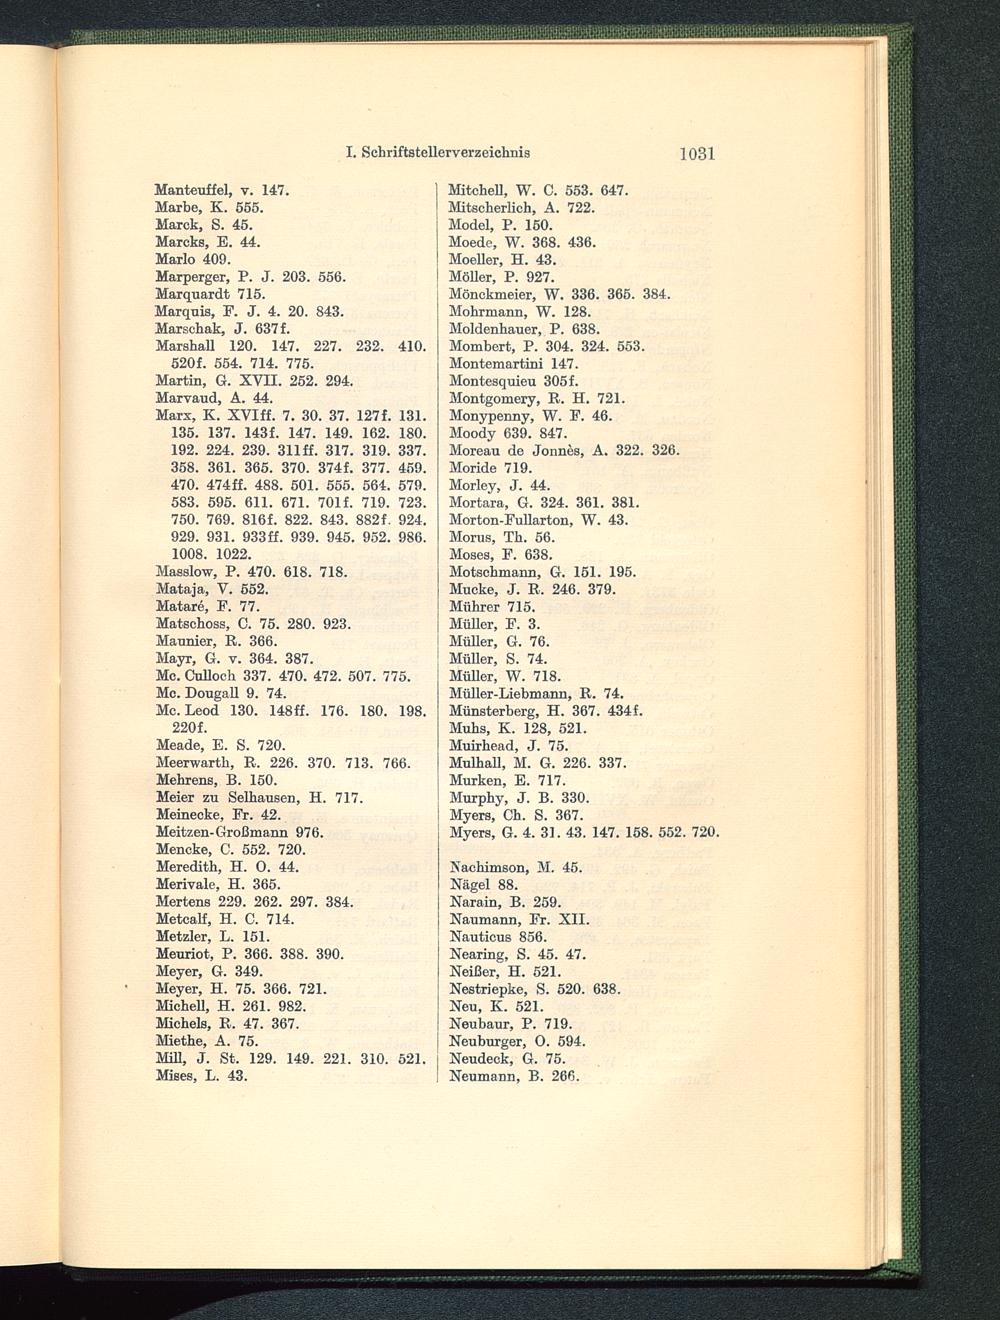 I. Schriftstellerverzeichnis 1031
Manteuffel, v. 147.
Marbe, K. 555.
Marck, S. 45.
Marcks, E. 44.
Marlo 409.
Marperger, P. J. 203. 556.
Marquardt 715.
Marquis, F. J. 4. 20. 843.
Marschak, J. 637f.
Marshall 120. 147. 227. 232. 410.
520f. 554. 714. 775.
Martin, G. XVII. 252. 294.
Marvaud, A. 44.
Marx, K. XVIff. 7. 30. 37. 127f. 131.
135. 137. 143f. 147. 149. 162. 180.
192. 224. 239. 311ff. 317. 319. 337.
358. 361. 365. 370. 374f. 377. 459.
470. 474ff. 488. 501. 555. 564. 579.
583. 595. 611. 671. 701f. 719. 723.
750. 769. 816f. 822. 843. 882f. 924.
929. 931. 933ff. 939. 945. 952. 986.
1008. 1022.
Masslow, P. 470. 618. 718.
Mataja, V. 552.
Mataré, F. 77.
Matschoss, C. 75. 280. 923.
Maunier, R. 366.
Mayr, G. v. 364. 387.
Mc. Culloch 337. 470. 472. 507. 775.
Mc. Dougall 9. 74.
Mc. Leod 130. 148ff. 176. 180. 198.
220f.
Meade, E. S. 720.
Meerwarth, R. 226. 370. 713. 766.
Mehrens, B. 150.
Meier zu Selhausen, H. 717.
Meinecke, Fr. 42.
Meitzen-Großmann 976.
Mencke, C. 552. 720.
Meredith, H. O. 44.
Merivale, H. 365.
Mertens 229. 262. 297. 384.
Metcalf, H. C. 714.
Metzler, L. 151.
Meuriot, P. 366. 388. 390.
Meyer, G. 349.
Meyer, H. 75. 366. 721.
Michell, H. 261. 982.
Michels, R. 47. 367.
Miethe, A. 75.
Mill, J. St. 129. 149. 221. 310. 521.
Mises, L. 43.
Mitchell, W. C. 553. 647.
Mitscherlich, A. 722.
Model, P. 150.
Moede, W. 368. 436.
Moeller, H. 43.
Möller, P. 927.
Mönckmeier, W. 336. 365. 384.
Mohrmann, W. 128.
Moldenhauer, P. 638.
Mombert, P. 304. 324. 553.
Montemartini 147.
Montesquieu 305f.
Montgomery, R. H. 721.
Monypenny, W. F. 46.
Moody 639. 847.
Moreau de Jonnès, A. 322. 326.
Moride 719.
Morley, J. 44.
Mortara, G. 324. 361. 381.
Morton-Fullarton, W. 43.
Morus, Th. 56.
Moses, F. 638.
Motschmann, G. 151. 195.
Mucke, J. R. 246. 379.
Mührer 715.
Müller, F. 3.
Müller, G. 76.
Müller, S. 74.
Müller, W. 718.
Müller-Liebmann, R. 74.
Münsterberg, H. 367. 434f.
Muhs, K. 128, 521.
Muirhead, J. 75.
Mulhall, M. G. 226. 337.
Murken, E. 717.
Murphy, J. B. 330.
Myers, Ch. S. 367.
Myers, G. 4. 31. 43. 147. 158. 552. 720.
Nachimson, M. 45.
Nägel 88.
Narain, B. 259.
Naumann, Fr. XII.
Nauticus 856.
Nearing, S. 45. 47.
Neißer, H. 521.
Nestriepke, S. 520. 638.
Neu, K. 521.
Neubaur, P. 719.
Neuburger, O. 594.
Neudeck, G. 75.
Neumann, B. 266.